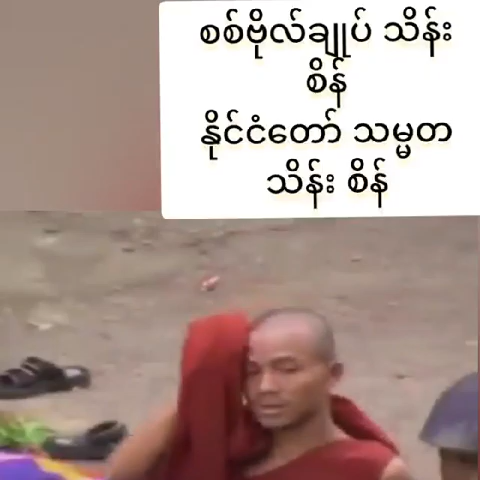 စစ်ဗိုလ်ချုပ် သိန်း
စိန်
နိုင်ငံတော် သမ္မတ
သိန်း စိန်